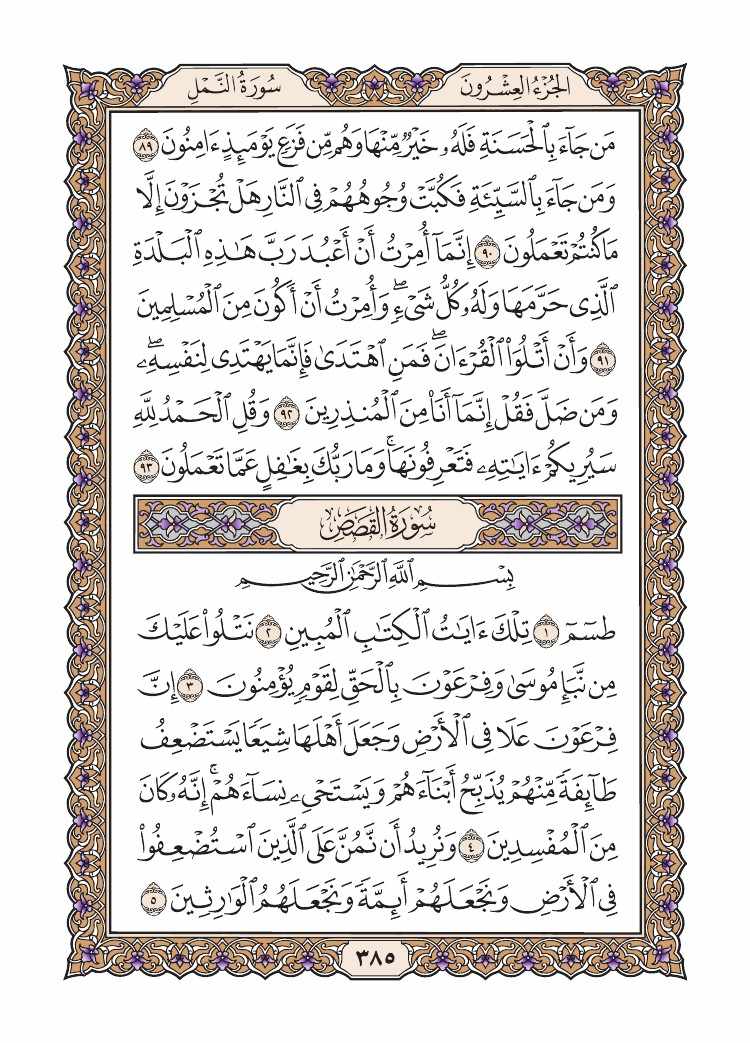 الجُزْءُ العِشْرُونَ
سُورَةُ النَّمْلِ
مَن جَآءَ بِٱلْحَسَنَةِ فَلَهُۥ خَيْرٌ مِّنْهَا وَهُم مِّن فَزَعٍ يَوْمَئِذٍ ءَامِنُونَ ٨٩
وَمَن جَآءَ بِٱلسَّيِّئَةِ فَكُبَّتْ وُجُوهُهُمْ فِى ٱلنَّارِ هَلْ تُجْزَوْنَ إِلَّا
مَا كُنتُمْ تَعْمَلُونَ ٩٠ إِنَّمَآ أُمِرْتُ أَنْ أَعْبُدَ رَبَّ هَٰذِهِ ٱلْبَلْدَةِ
ٱلَّذِى حَرَّمَهَا وَلَهُۥ كُلُّ شَىْءٍۖ وَأُمِرْتُ أَنْ أَكُونَ مِنَ ٱلْمُسْلِمِينَ
٩١ وَأَنْ أَتْلُوَا۟ ٱلْقُرْءَانَۖ فَمَنِ ٱهْتَدَىٰ فَإِنَّمَا يَهْتَدِى لِنَفْسِهِۦۖ
وَمَن ضَلَّ فَقُلْ إِنَّمَآ أَنَا۠ مِنَ ٱلْمُنذِرِينَ ٩٢ وَقُلِ ٱلْحَمْدُ لِلَّهِ
سَيُرِيكُمْ ءَايَٰتِهِۦ فَتَعْرِفُونَهَاۚ وَمَا رَبُّكَ بِغَٰفِلٍ عَمَّا تَعْمَلُونَ ٩٣
سُورَةُ القَصَصِ
بِسْمِ ٱللَّهِ ٱلرَّحْمَٰنِ ٱلرَّحِيمِ
طسٓمٓ ١ تِلْكَ ءَايَٰتُ ٱلْكِتَٰبِ ٱلْمُبِينِ ٢ نَتْلُوا۟ عَلَيْكَ
مِن نَّبَإِ مُوسَىٰ وَفِرْعَوْنَ بِٱلْحَقِّ لِقَوْمٍ يُؤْمِنُونَ ٣ إِنَّ
فِرْعَوْنَ عَلَا فِى ٱلْأَرْضِ وَجَعَلَ أَهْلَهَا شِيَعًا يَسْتَضْعِفُ
طَآئِفَةً مِّنْهُمْ يُذَبِّحُ أَبْنَآءَهُمْ وَيَسْتَحْىِۦ نِسَآءَهُمْۚ إِنَّهُۥ كَانَ
مِنَ ٱلْمُفْسِدِينَ ٤ وَنُرِيدُ أَن نَّمُنَّ عَلَى ٱلَّذِينَ ٱسْتُضْعِفُوا۟
فِى ٱلْأَرْضِ وَنَجْعَلَهُمْ أَئِمَّةً وَنَجْعَلَهُمُ ٱلْوَٰرِثِينَ ٥
٣٨٥